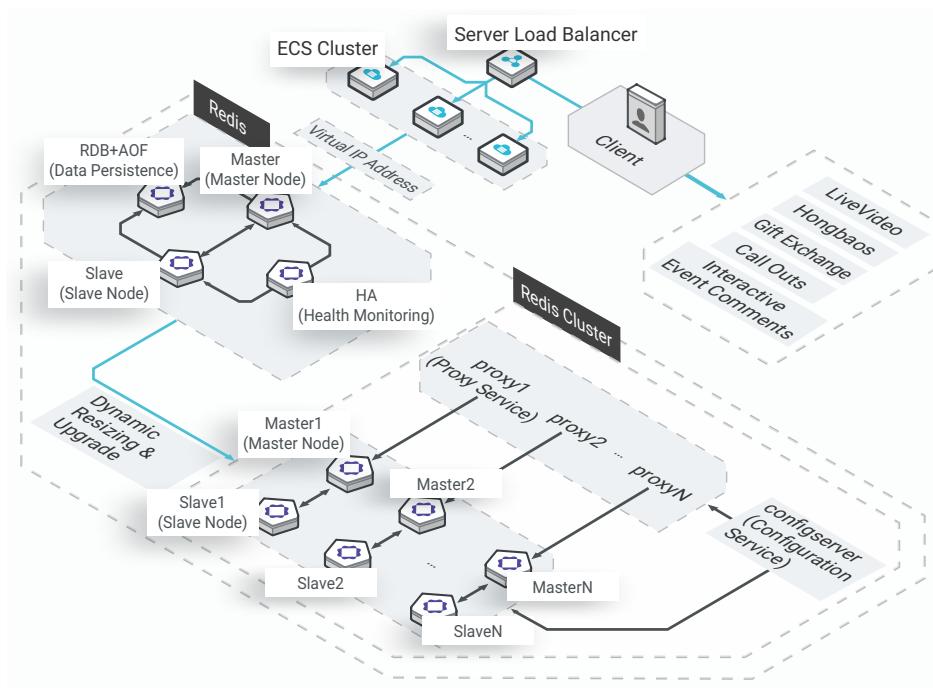 Server Load Balancer
ECS Cluster
Redis
Virtual IP Address
Client
RDB+AOF
(Data Persistence)
Master
(Master Node)
Slave
(Slave Node)
HA
(Health Monitoring)
LiveVideo
Hongbaos
Gift Exchange
Call Outs
Interactive
Event Comments
Redis Cluster
proxy1
(Proxy Service)
proxy2
...
proxyN
Dynamic
Resizing &
Upgrade
Master1
(Master Node)
Slave1
(Slave Node)
Master2
Slave2
...
MasterN
SlaveN
configserver
(Configuration
Service)
...